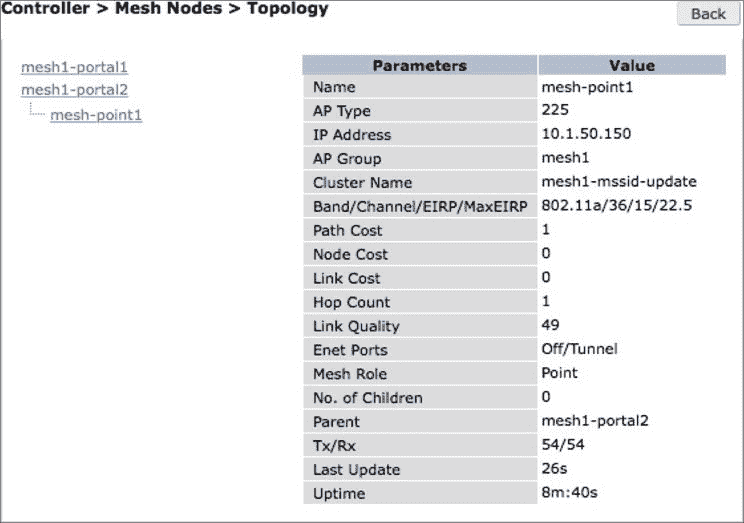 Controller > Mesh Nodes > Topology
Back
mesh1-portal1
mesh1-portal2
mesh-point1
Parameters Value
Name mesh-point1
AP Type 225
IP Address 10.1.50.150
AP Group mesh1
Cluster Name mesh1-mssid-update
Band/Channel/EIRP/MaxEIRP 802.11a/36/15/22.5
Path Cost 1
Node Cost 0
Link Cost 0
Hop Count 1
Link Quality 49
Enet Ports Off/Tunnel
Mesh Role Point
No. of Children 0
Parent mesh1-portal2
Tx/Rx 54/54
Last Update 26s
Uptime 8m:40s